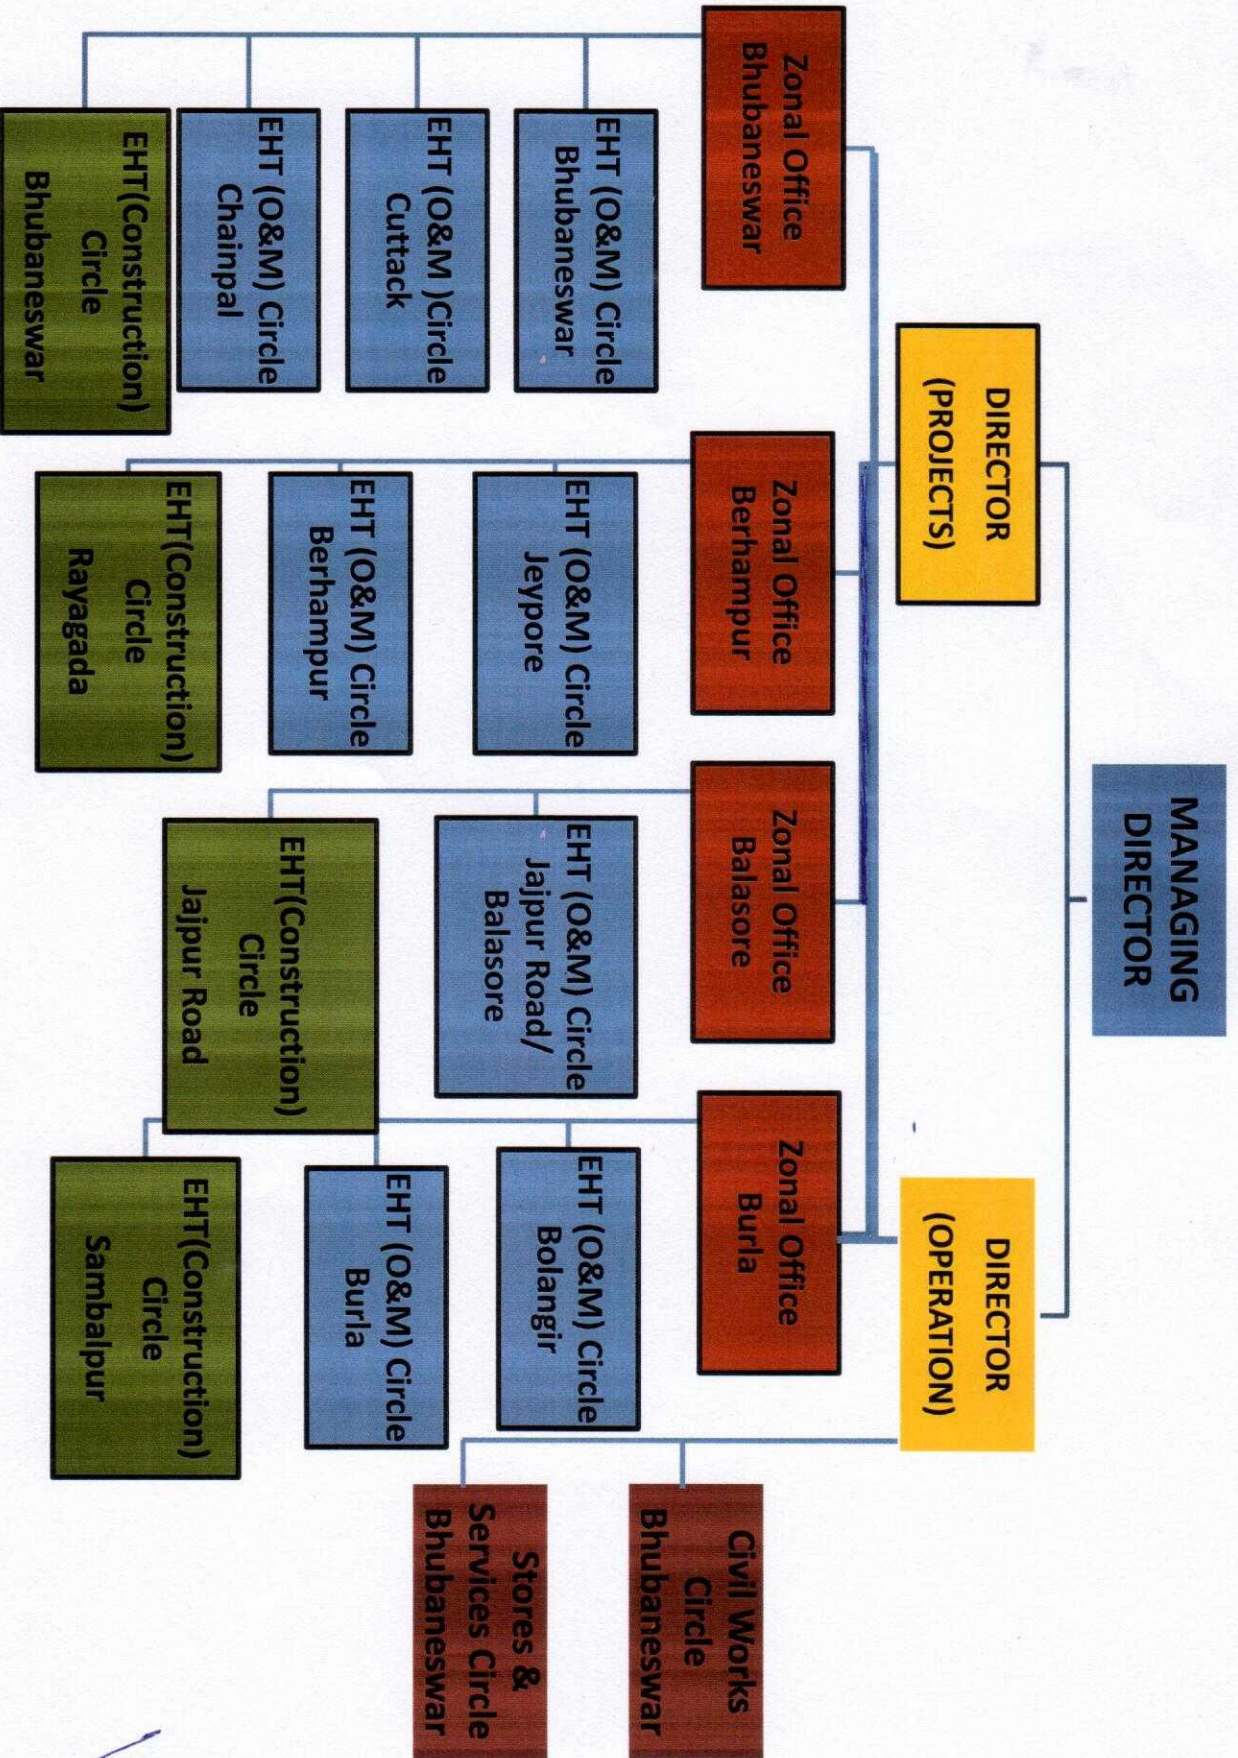 MANAGING
DIRECTOR
DIRECTOR
(PROJECTS)
DIRECTOR
(OPERATION)
Zonal Office
Bhubaneswar
Zonal Office
Berhampur
Zonal Office
Balasore
Zonal Office
Burla
Civil Works
Circle
Bhubaneswar
Stores &
Services Circle
Bhubaneswar
EHT (O&M) Circle
Bhubaneswar
EHT (O&M )Circle
Cuttack
EHT (O&M) Circle
Chainpal
EHT(Construction)
Circle
Bhubaneswar
EHT (O&M) Circle
Jeypore
EHT (O&M) Circle
Berhampur
EHT(Construction)
Circle
Rayagada
EHT (O&M) Circle
Jajpur Road/
Balasore
EHT(Construction)
Circle
Jajpur Road
EHT (O&M) Circle
Bolangir
EHT (O&M) Circle
Burla
EHT(Construction)
Circle
Sambalpur